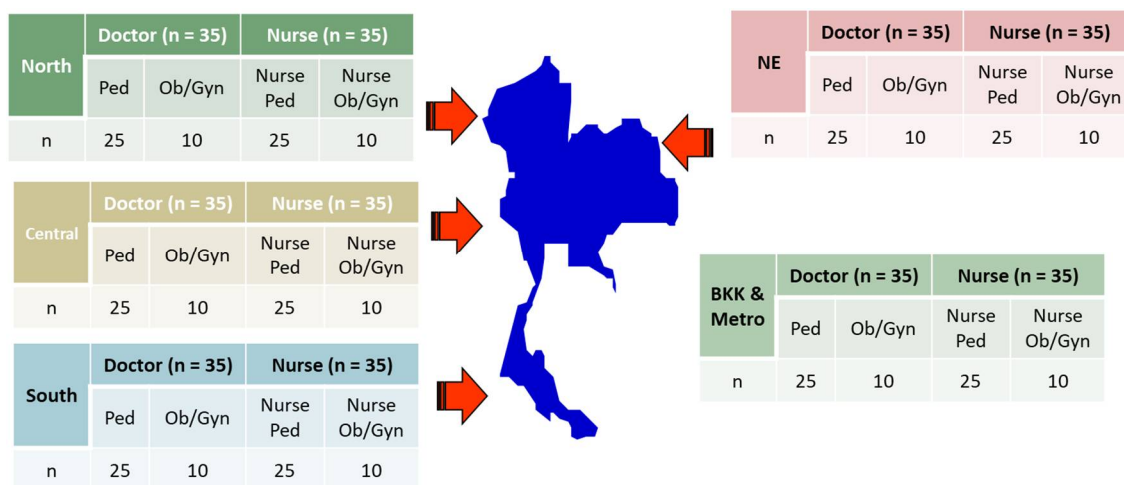 North
Doctor (n = 35) Nurse (n = 35)
Ped Ob/Gyn Nurse Ped Nurse Ob/Gyn
n 25 10 25 10
Central
Doctor (n = 35) Nurse (n = 35)
Ped Ob/Gyn Nurse Ped Nurse Ob/Gyn
n 25 10 25 10
South
Doctor (n = 35) Nurse (n = 35)
Ped Ob/Gyn Nurse Ped Nurse Ob/Gyn
n 25 10 25 10
NE
Doctor (n = 35) Nurse (n = 35)
Ped Ob/Gyn Nurse Ped Nurse Ob/Gyn
n 25 10 25 10
BKK & Metro
Doctor (n = 35) Nurse (n = 35)
Ped Ob/Gyn Nurse Ped Nurse Ob/Gyn
n 25 10 25 10